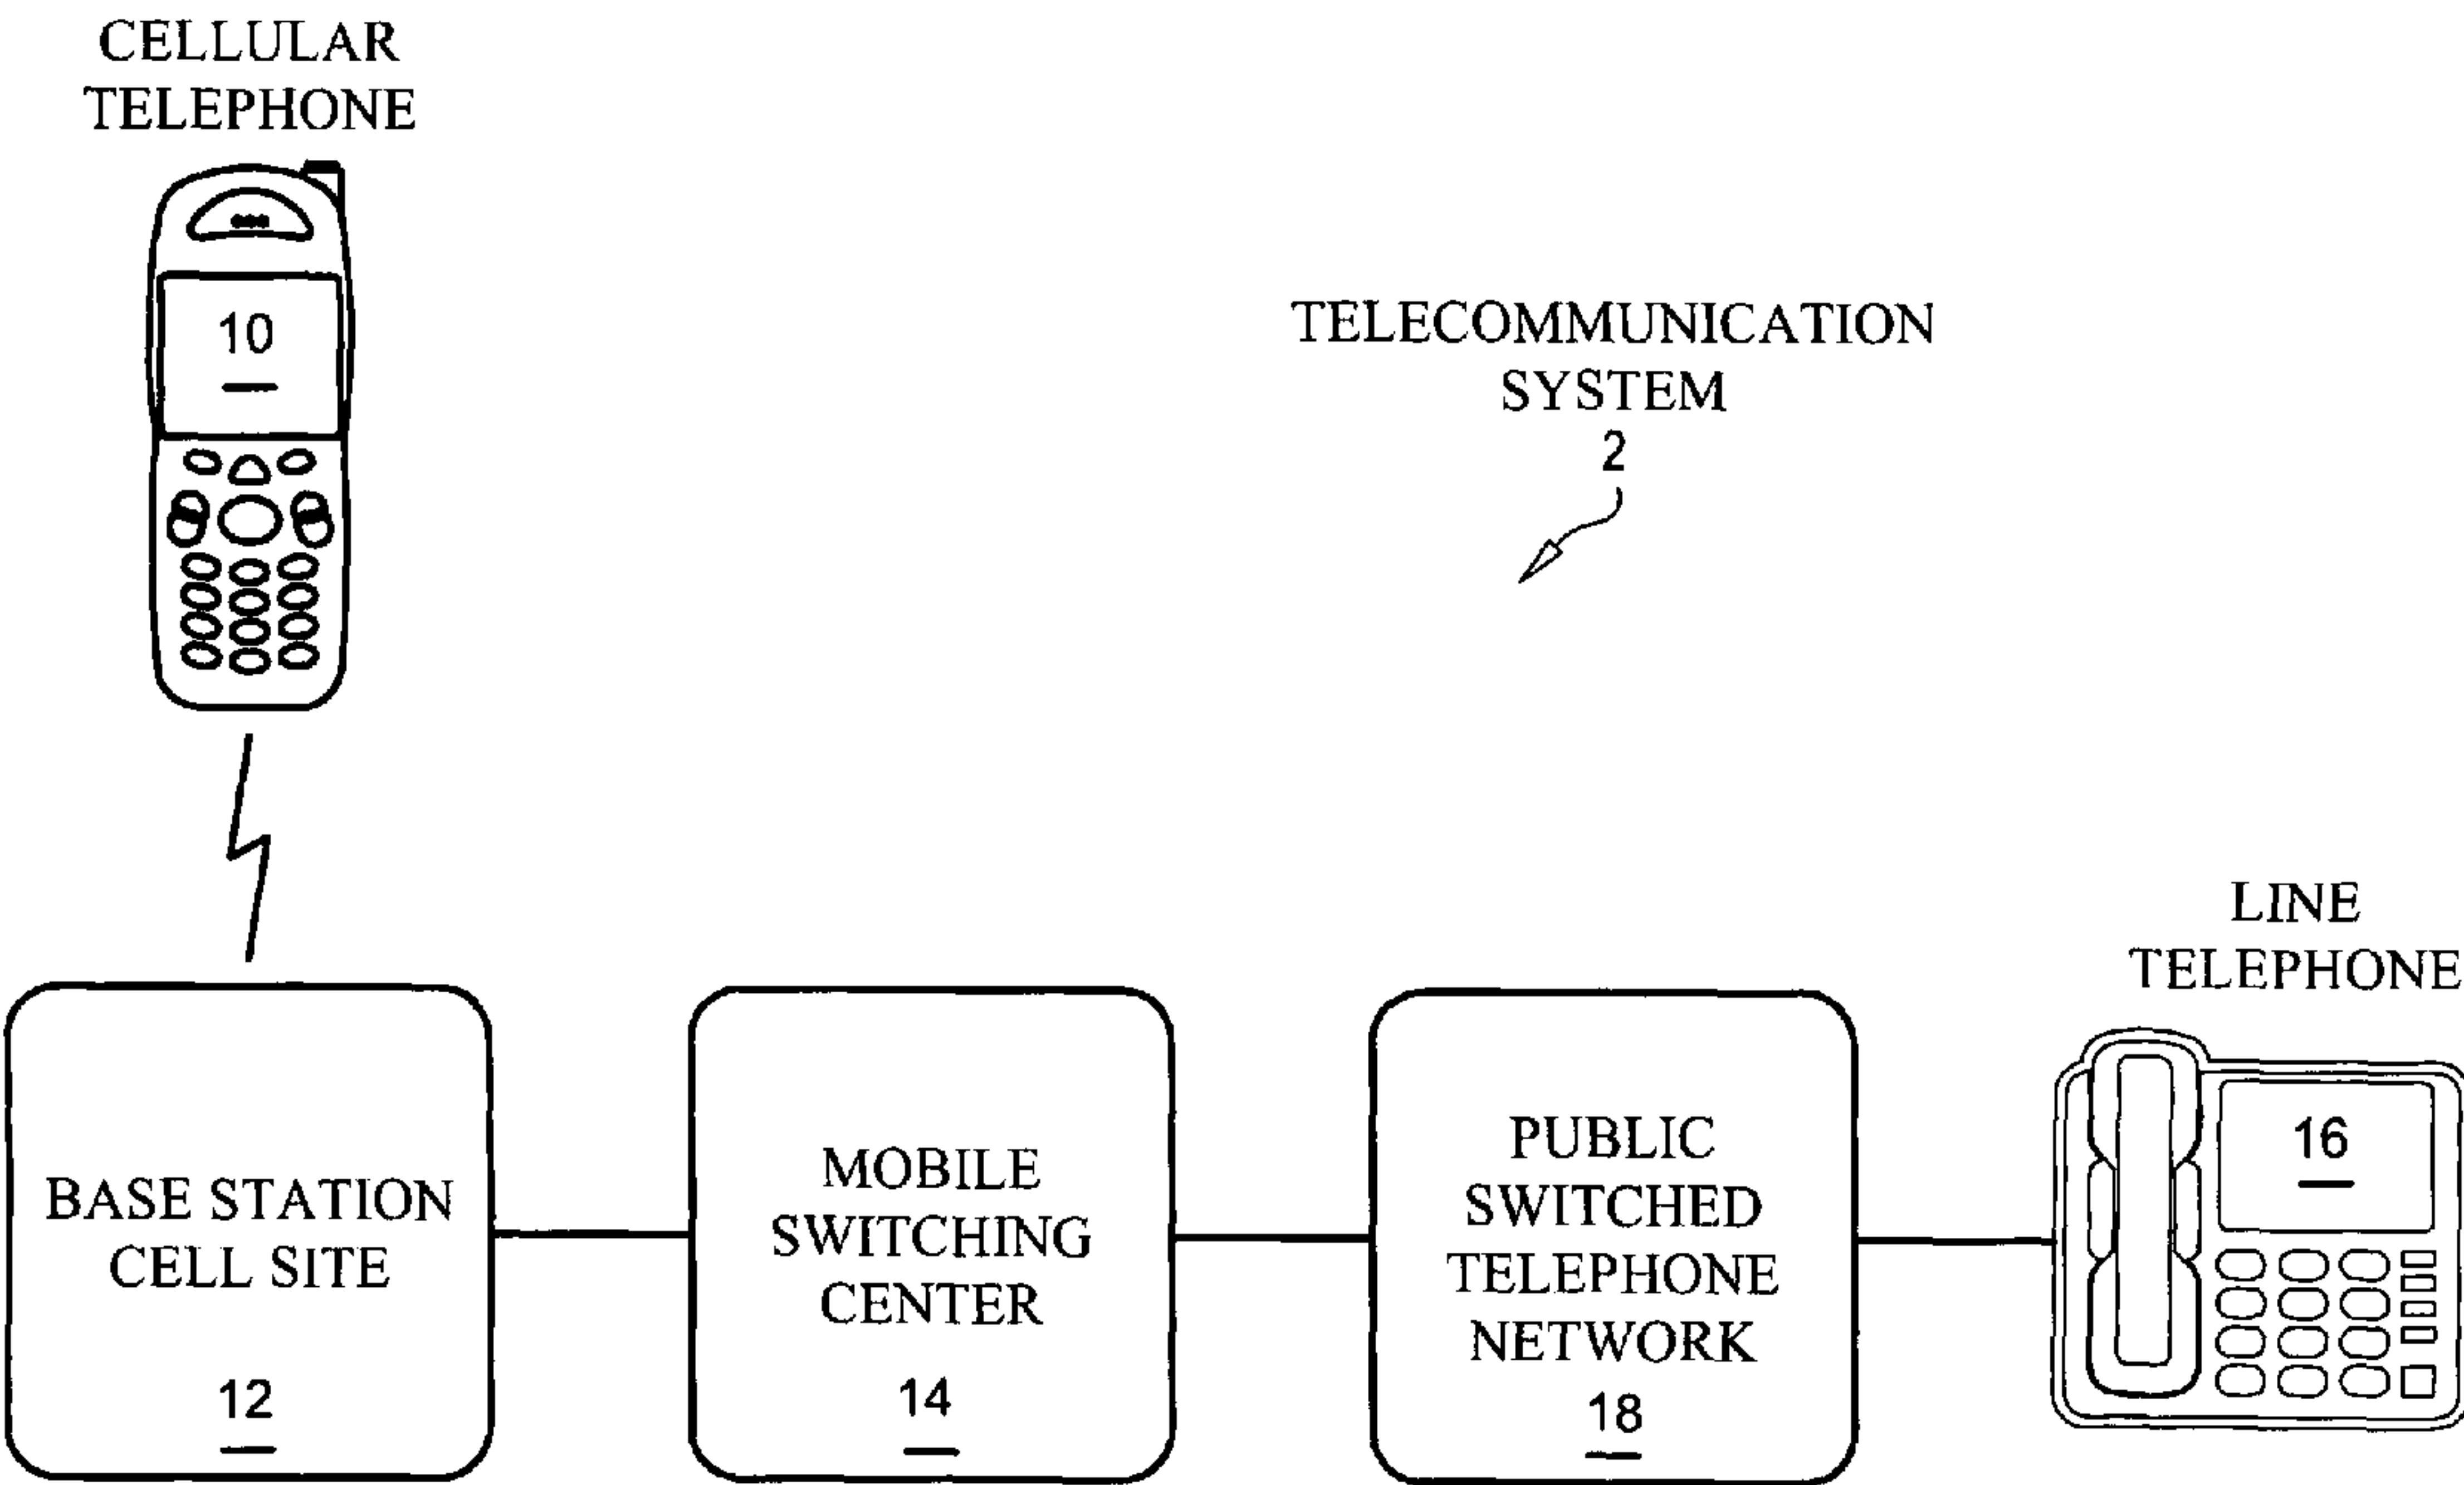 CELLULAR
TELEPHONE
10
TELECOMMUNICATION
SYSTEM
2
BASE STATION
CELL SITE
12
MOBILE
SWITCHING
CENTER
14
PUBLIC
SWITCHED
TELEPHONE
NETWORK
18
LINE
TELEPHONE
16